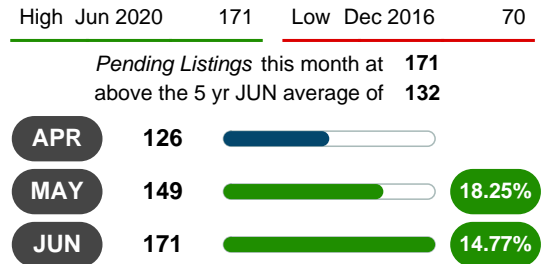 High Jun 2020 171 Low Dec 2016 70
Pending Listings this month at 171
above the 5 yr JUN average of 132
APR 126
MAY 149 18.25%
JUN 171 14.77%